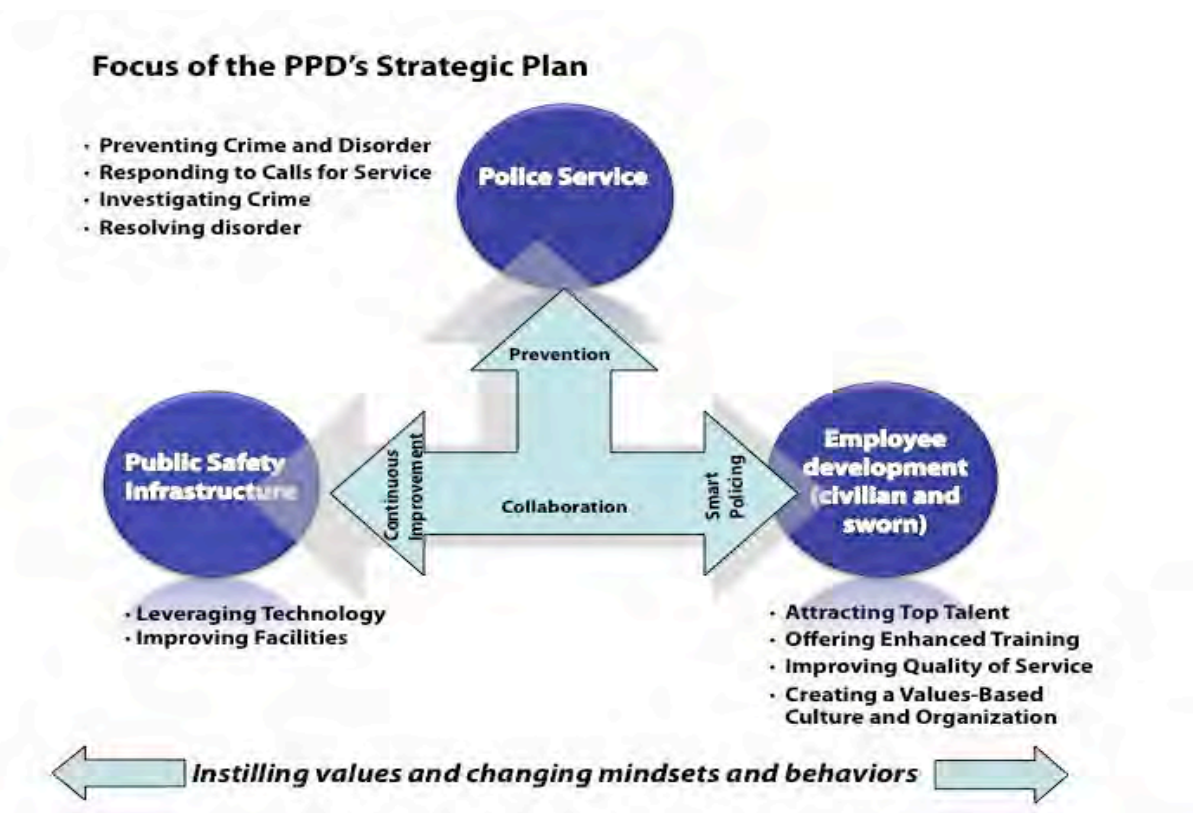 Focus of the PPD's Strategic Plan
· Preventing Crime and Disorder
· Responding to Calls for Service
· Investigating Crime
· Resolving disorder
Police Service
Prevention
Public Safety
Infrastructure
Continuous
Improvement
Collaboration
Smart
Policing
Employee
development
(civilian and
sworn)
· Leveraging Technology
· Improving Facilities
· Attracting Top Talent
· Offering Enhanced Training
· Improving Quality of Service
· Creating a Values-Based
Culture and Organization
Instilling values and changing mindsets and behaviors